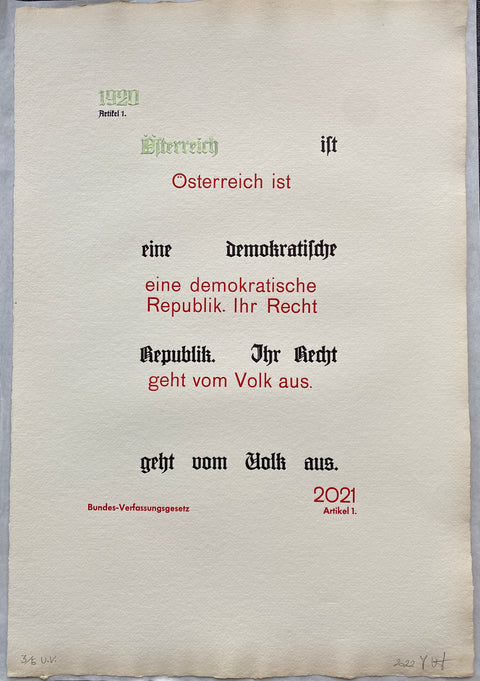 1920
Artikel 1.
Österreich ist
Österreich ist
eine demokratische
eine demokratische
Republik. Ihr Recht
Republik. Ihr Recht
geht vom Volk aus.
geht vom Volk aus.
2021
Bundes-Verfassungsgesetz Artikel 1.
2022